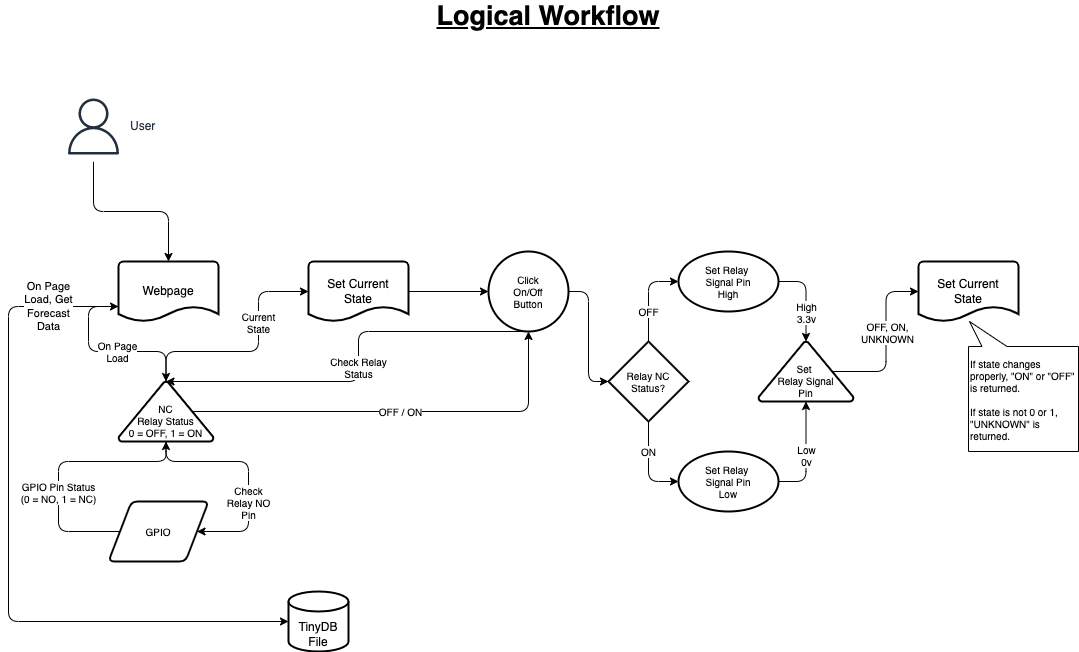 Logical Workflow
User
On Page
Load, Get
Forecast
Data
Webpage
On Page
Load
Current
State
Set Current
State
Click
On/Off
Button
Check Relay
Status
NC
Relay Status
0 = OFF, 1 = ON
OFF / ON
GPIO Pin Status
(0 = NO, 1 = NC)
Check
Relay NO
Pin
GPIO
TinyDB
File
OFF
Relay NC
Status?
ON
Set Relay
Signal Pin
High
Set Relay
Signal Pin
Low
High
3.3v
Set
Relay Signal
Pin
Low
0v
OFF, ON,
UNKNOWN
Set Current
State
If state changes
properly, "ON" or "OFF"
is returned.
If state is not 0 or 1,
"UNKNOWN" is
returned.